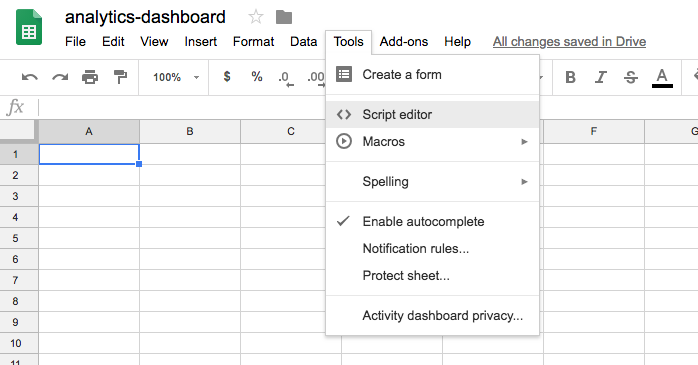 analytics-dashboard
File Edit View Insert Format Data Tools Add-ons Help All changes saved in Drive
100% $ % .0 .00 B I S A
fx
Create a form
Script editor
Macros
Spelling
Enable autocomplete
Notification rules...
Protect sheet...
Activity dashboard privacy...
A B C F G
1
2
3
4
5
6
7
8
9
10
11